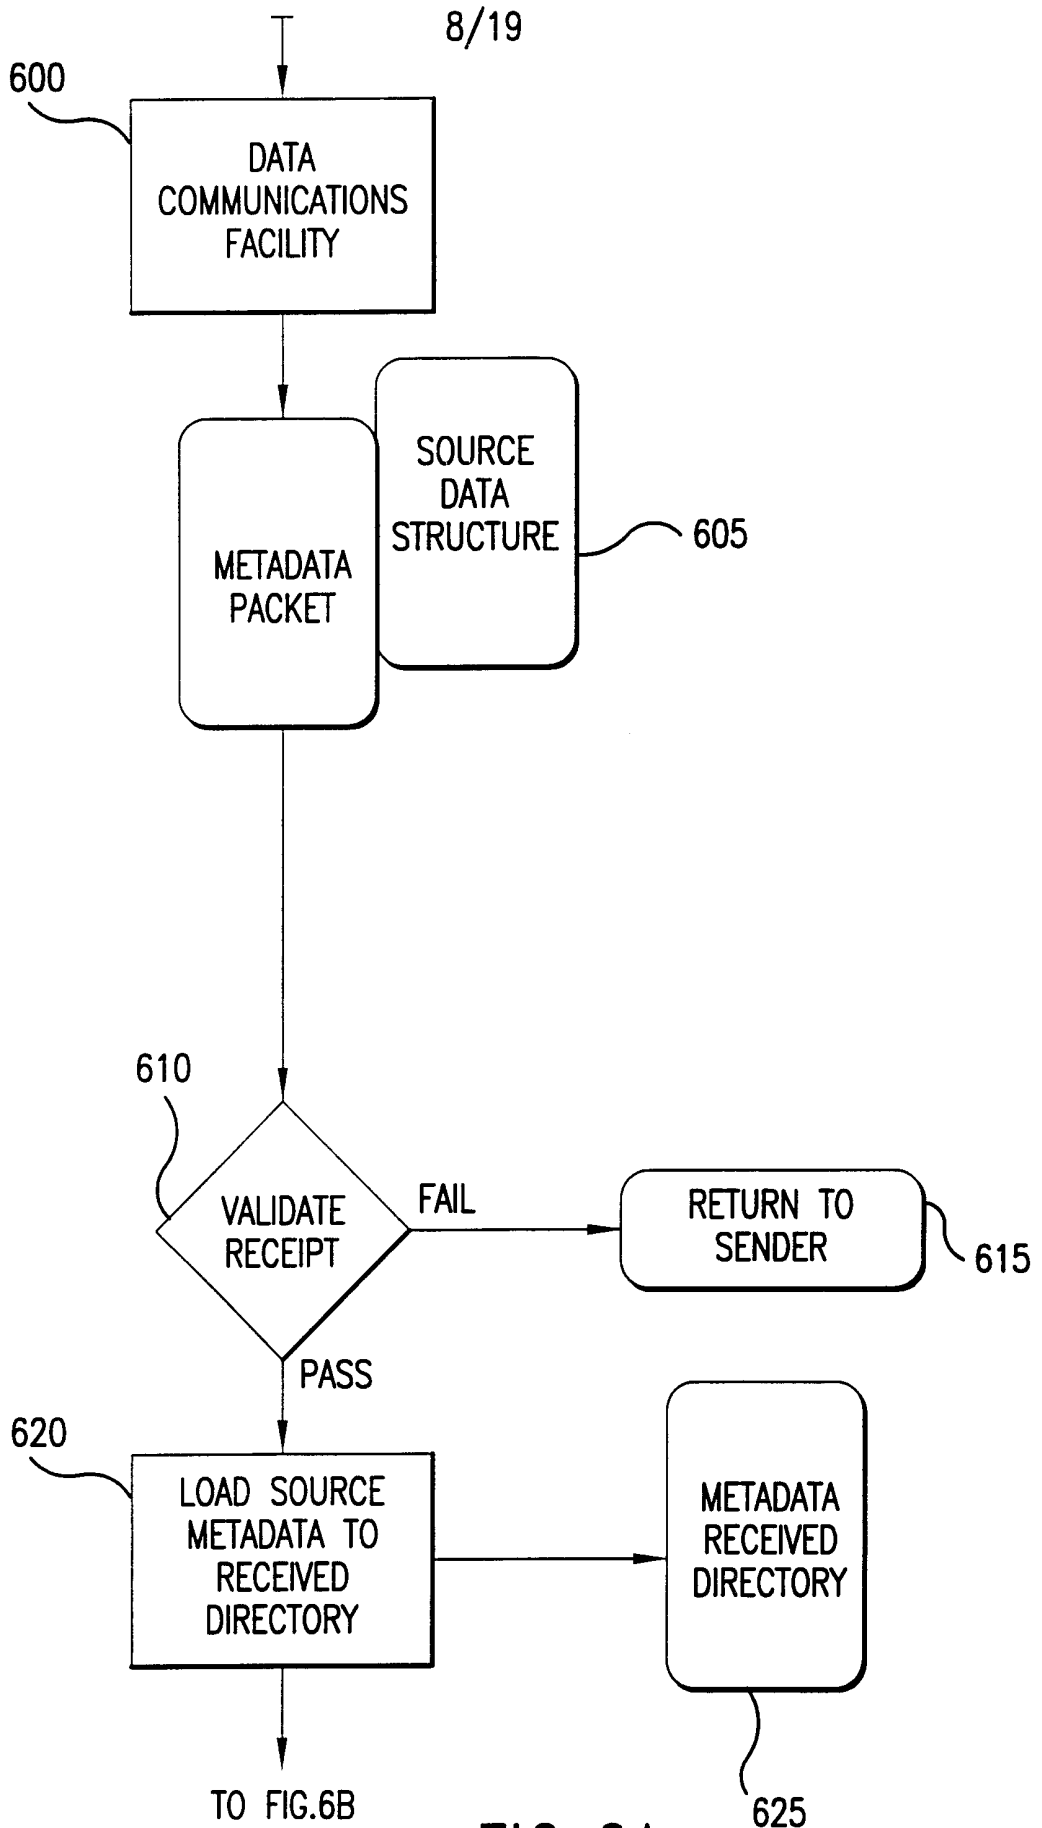 8/19
600
DATA
COMMUNICATIONS
FACILITY
SOURCE
DATA
STRUCTURE
605
METADATA
PACKET
610
VALIDATE
RECEIPT
FAIL
RETURN TO
SENDER
615
PASS
620
LOAD SOURCE
METADATA TO
RECEIVED
DIRECTORY
METADATA
RECEIVED
DIRECTORY
625
TO FIG.6B